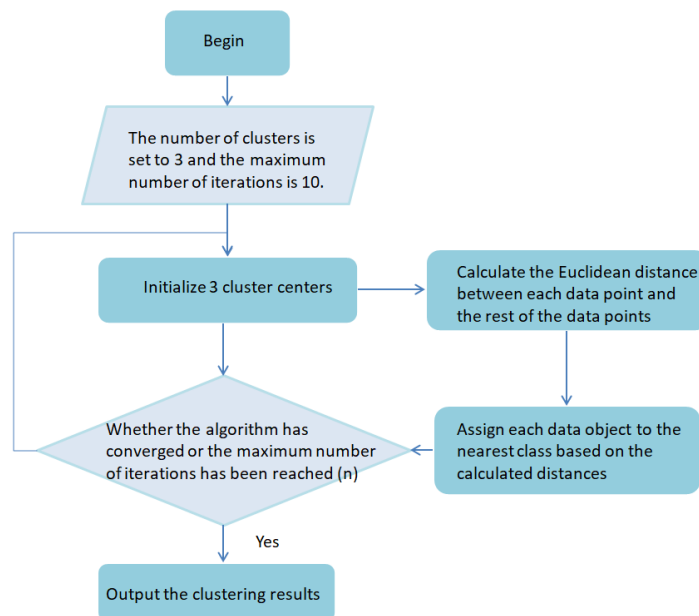 Begin
The number of clusters is
set to 3 and the maximum
number of iterations is 10.
Initialize 3 cluster centers
Calculate the Euclidean distance
between each data point and
the rest of the data points
Whether the algorithm has
converged or the maximum number
of iterations has been reached (n)
Assign each data object to the
nearest class based on the
calculated distances
Yes
Output the clustering results